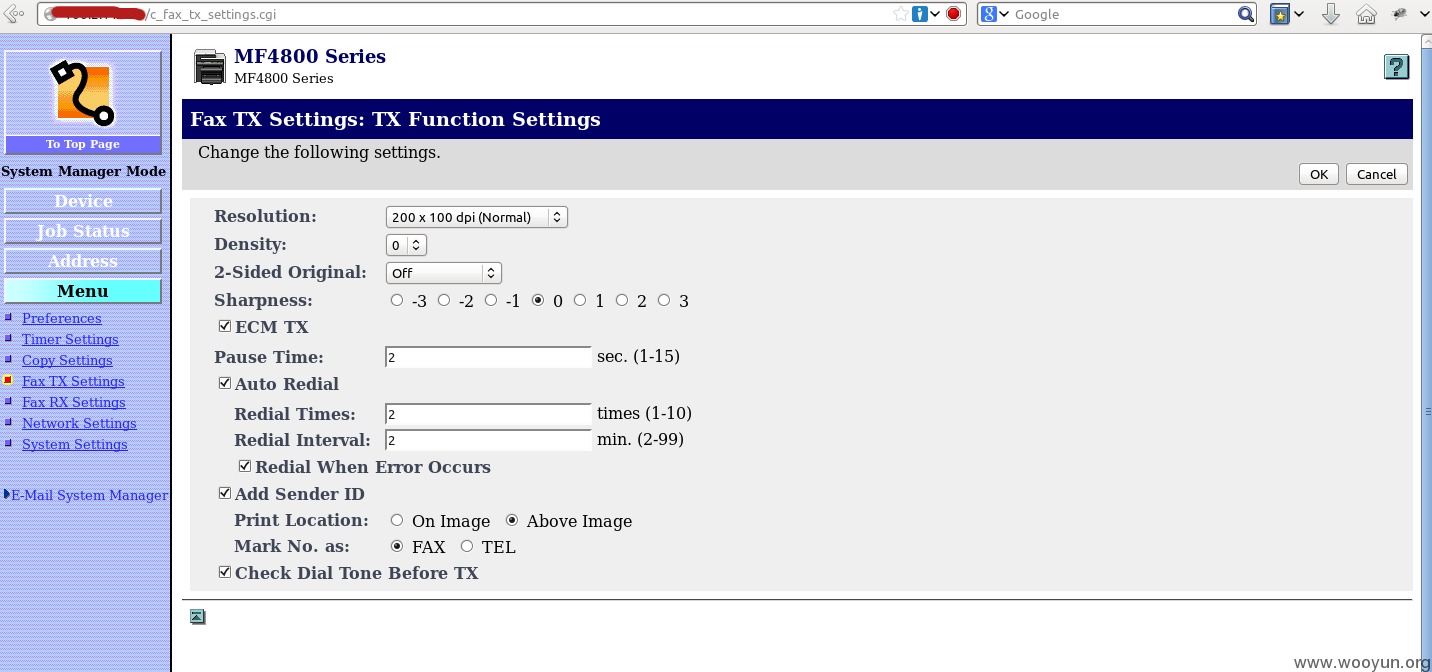 /c_fax_tx_settings.cgi
Google
To Top Page
System Manager Mode
Device
Job Status
Address
Menu
Preferences
Timer Settings
Copy Settings
Fax TX Settings
Fax RX Settings
Network Settings
System Settings
E-Mail System Manager
MF4800 Series
MF4800 Series
Fax TX Settings: TX Function Settings
Change the following settings.
OK Cancel
Resolution: 200 x 100 dpi (Normal)
Density: 0
2-Sided Original: Off
Sharpness: -3 -2 -1 0 1 2 3
ECM TX
Pause Time: 2 sec. (1-15)
Auto Redial
Redial Times: 2 times (1-10)
Redial Interval: 2 min. (2-99)
Redial When Error Occurs
Add Sender ID
Print Location: On Image Above Image
Mark No. as: FAX TEL
Check Dial Tone Before TX
www.wooyun.org